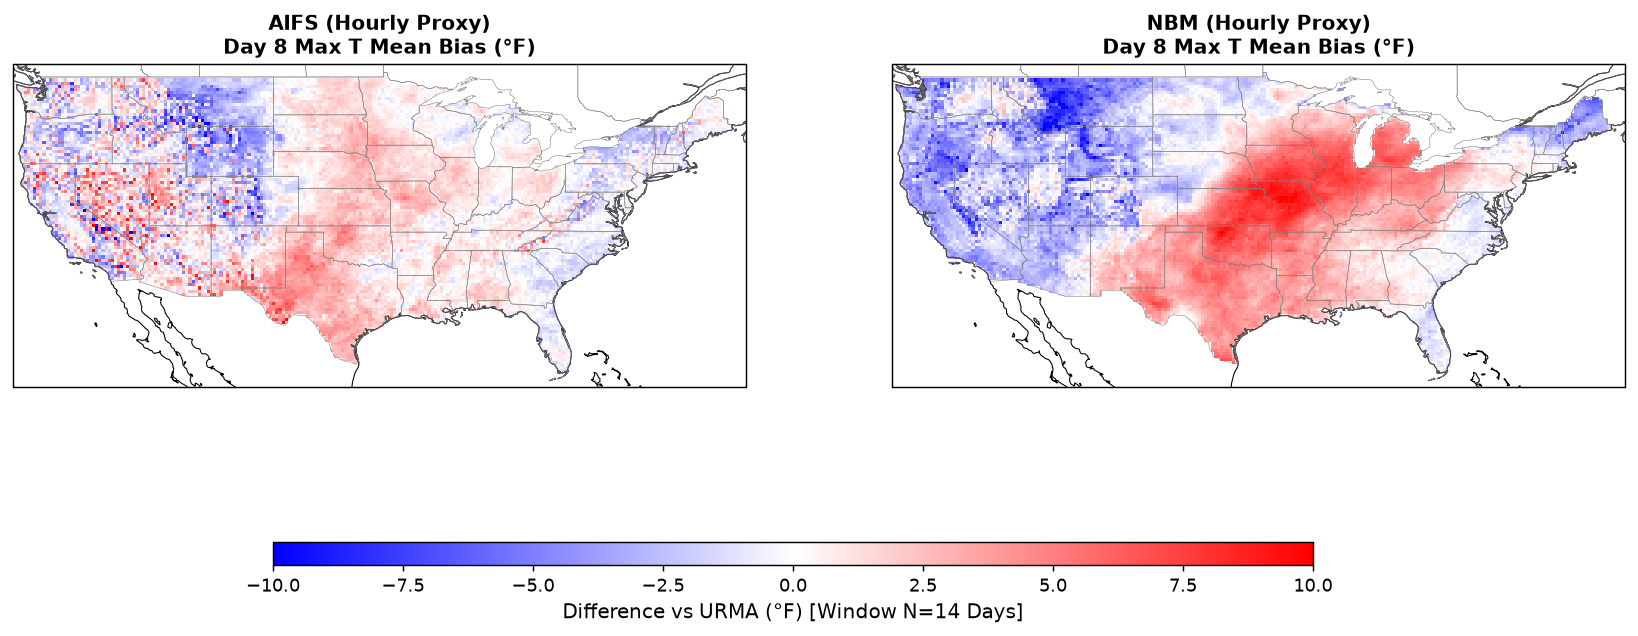 AIFS (Hourly Proxy)
Day 8 Max T Mean Bias (°F)
NBM (Hourly Proxy)
Day 8 Max T Mean Bias (°F)
−10.0 −7.5 −5.0 −2.5 0.0 2.5 5.0 7.5 10.0
Difference vs URMA (°F) [Window N=14 Days]